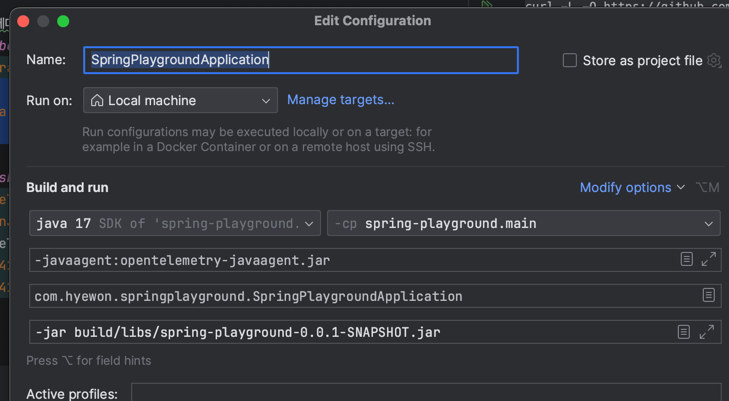 curl -L -O https://github.com
Edit Configuration
Name: SpringPlaygroundApplication Store as project file
Run on: Local machine Manage targets...
Run configurations may be executed locally or on a target: for
example in a Docker Container or on a remote host using SSH.
Build and run Modify options ⌥M
java 17 SDK of 'spring-playground. -cp spring-playground.main
-javaagent:opentelemetry-javaagent.jar
com.hyewon.springplayground.SpringPlaygroundApplication
-jar build/libs/spring-playground-0.0.1-SNAPSHOT.jar
Press ⌥ for field hints
Active profiles: